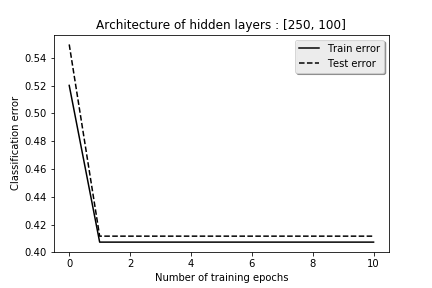 Architecture of hidden layers : [250, 100]
Train error
Test error
0.54
0.52
0.50
0.48
0.46
0.44
0.42
0.40
Classification error
0 2 4 6 8 10
Number of training epochs